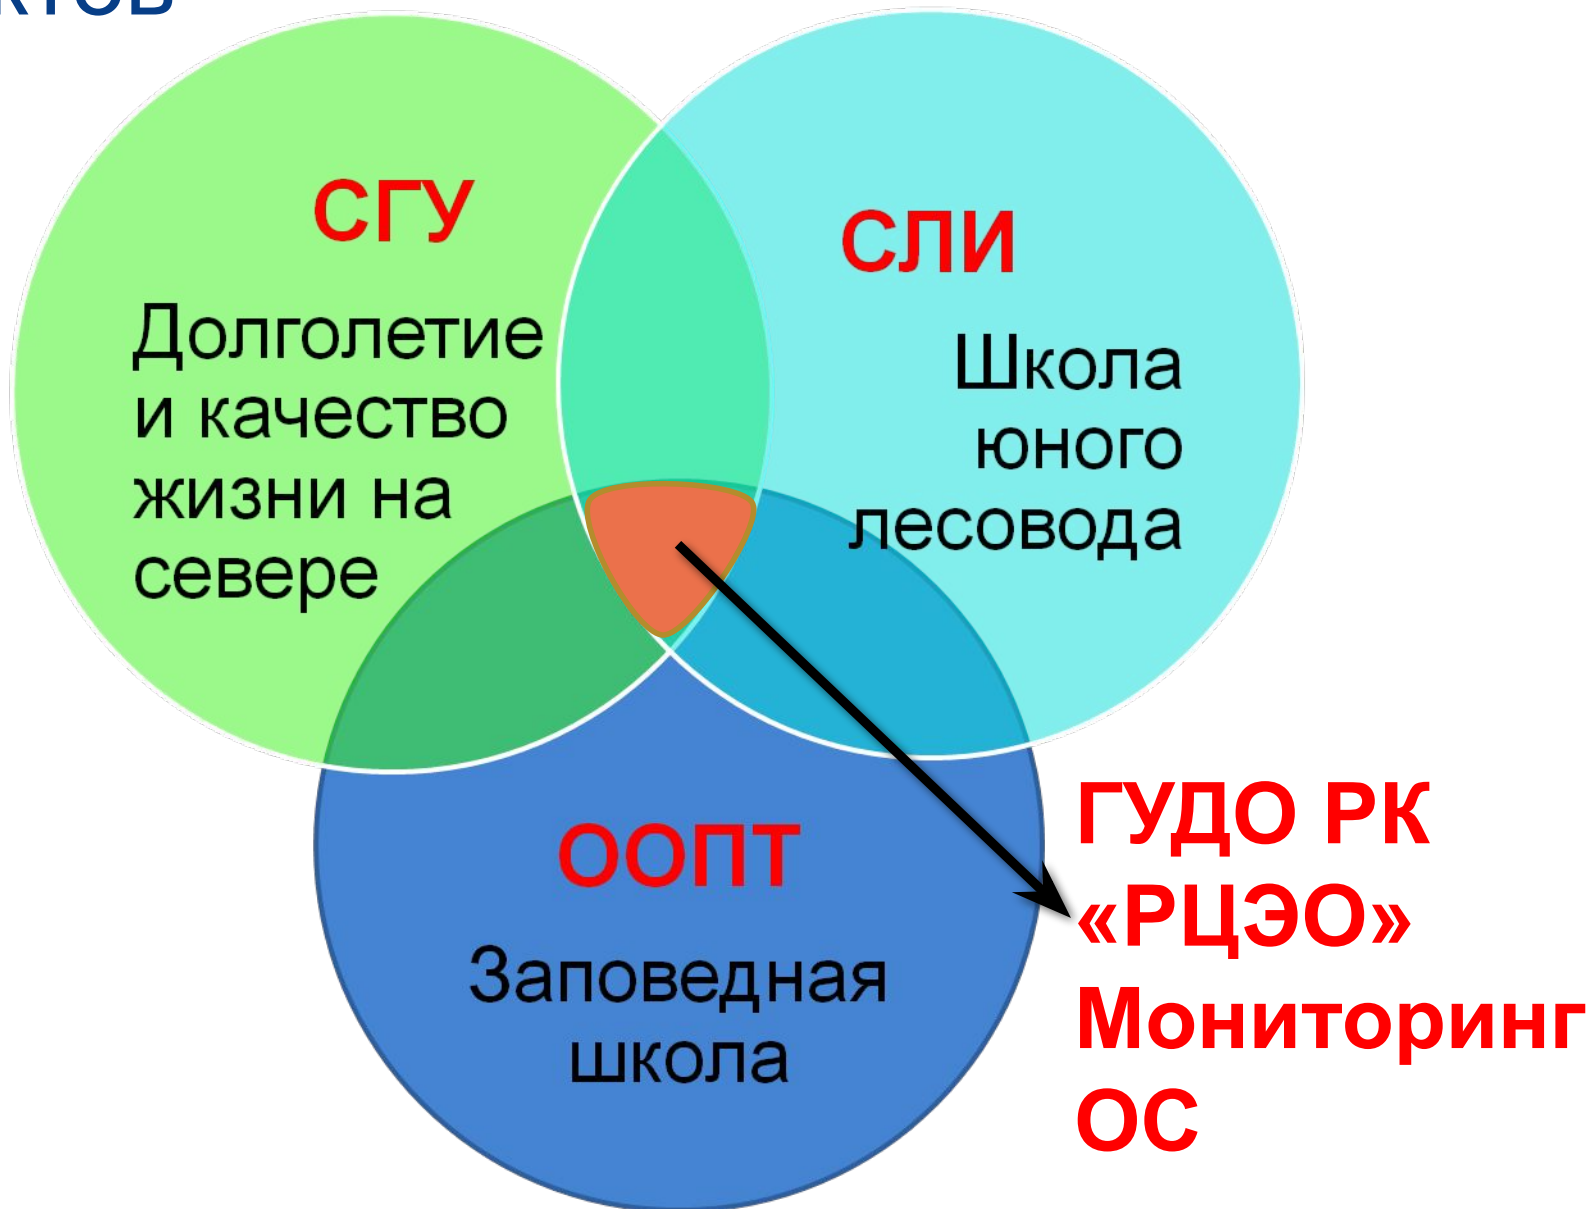 СГУ
Долголетие
и качество
жизни на
севере
СЛИ
Школа
юного
лесовода
ООПТ
Заповедная
школа
ГУДО РК
«РЦЭО»
Мониторинг
ОС